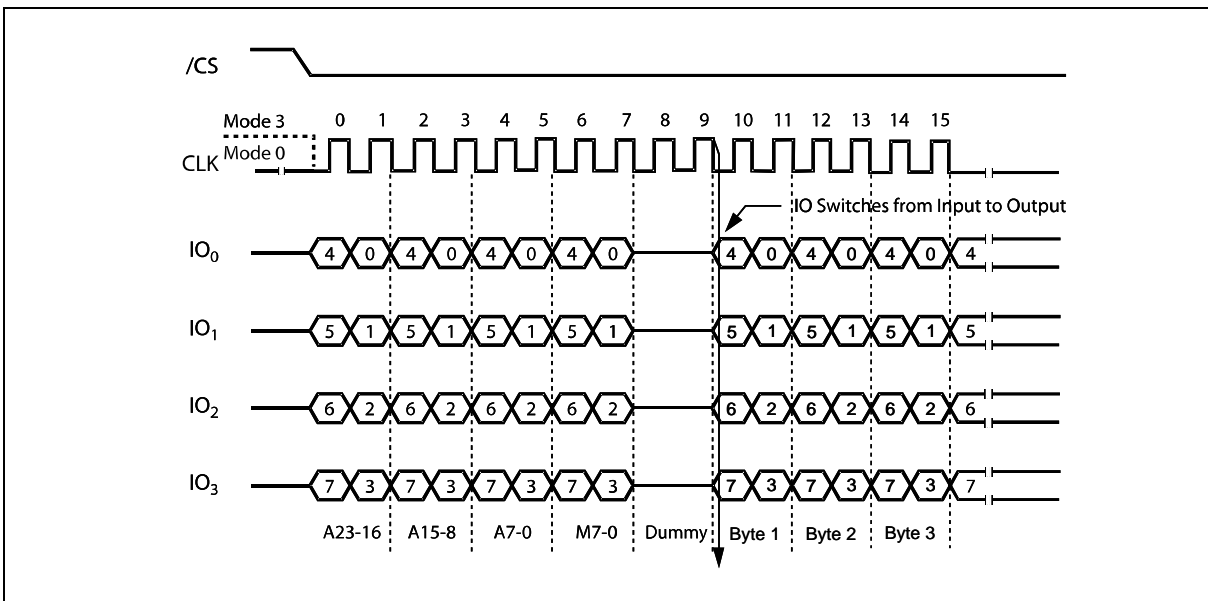 /CS
Mode 3 0 1 2 3 4 5 6 7 8 9 10 11 12 13 14 15
CLK Mode 0
IO Switches from Input to Output
IO0 4 0 4 0 4 0 4 0 4 0 4 0 4 0 4
IO1 5 1 5 1 5 1 5 1 5 1 5 1 5 1 5
IO2 6 2 6 2 6 2 6 2 6 2 6 2 6 2 6
IO3 7 3 7 3 7 3 7 3 7 3 7 3 7 3 7
A23-16 A15-8 A7-0 M7-0 Dummy Byte 1 Byte 2 Byte 3